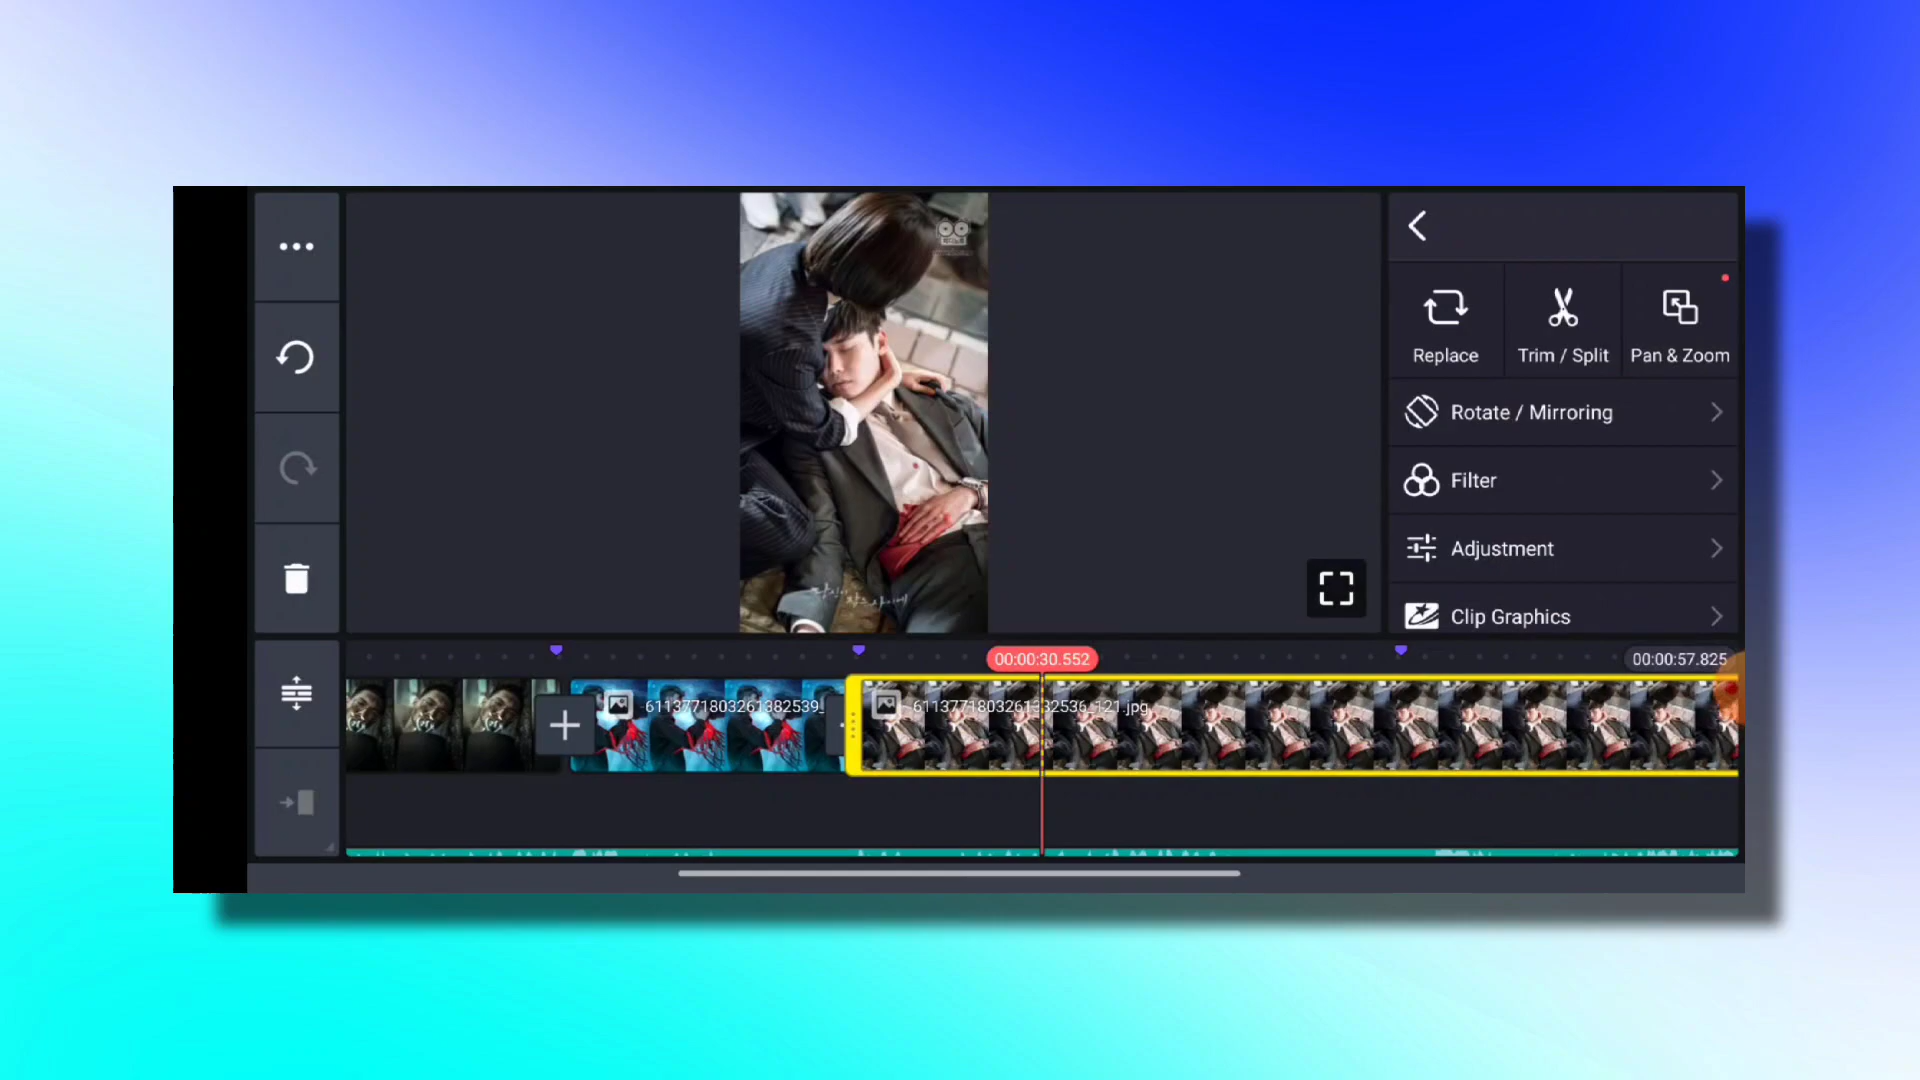 Replace
Trim / Split
Pan & Zoom
Rotate / Mirroring
Filter
Adjustment
Clip Graphics
00:00:30.552
00:00:57.825
6113771803261382539_